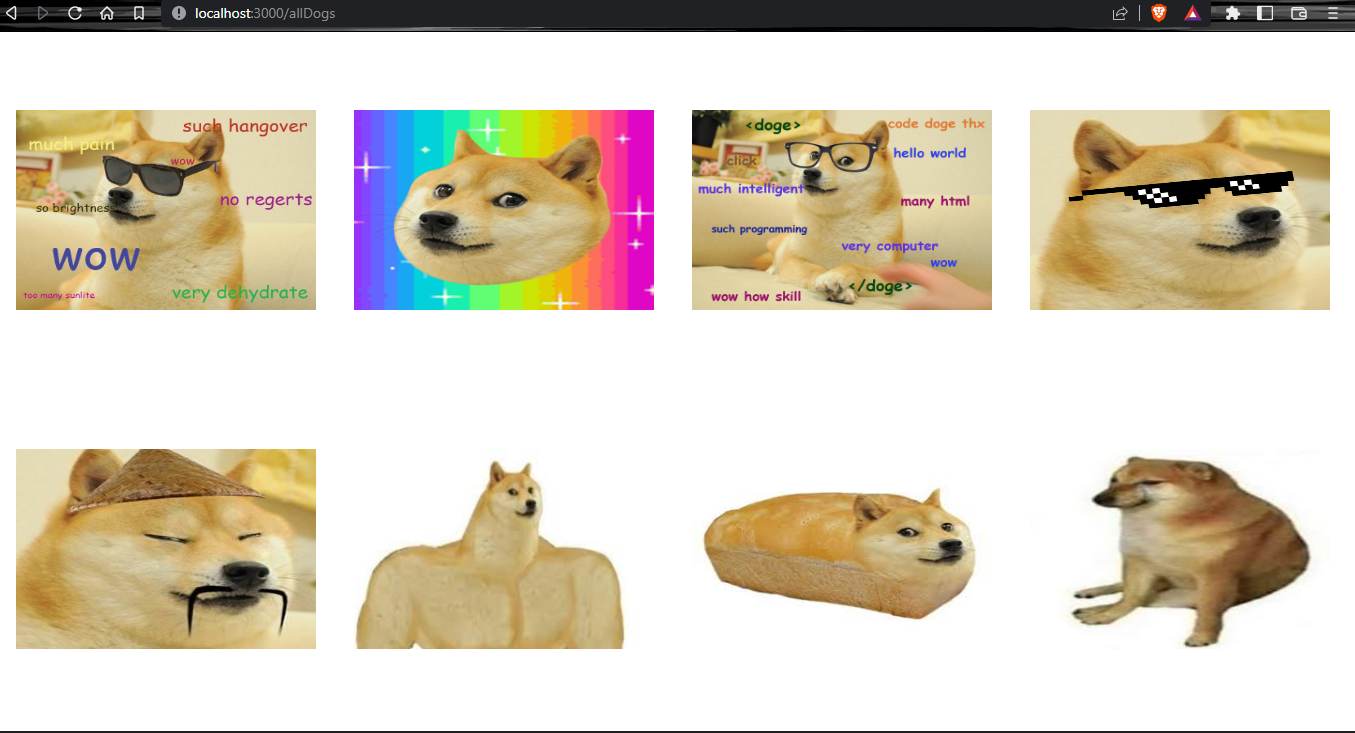 localhost:3000/allDogs
such hangover
much pain
wow
no regerts
so brightness
wow
too many sunlite
very dehydrate
<doge>
code doge thx
hello world
click
much intelligent
many html
such programming
very computer
wow
</doge>
wow how skill